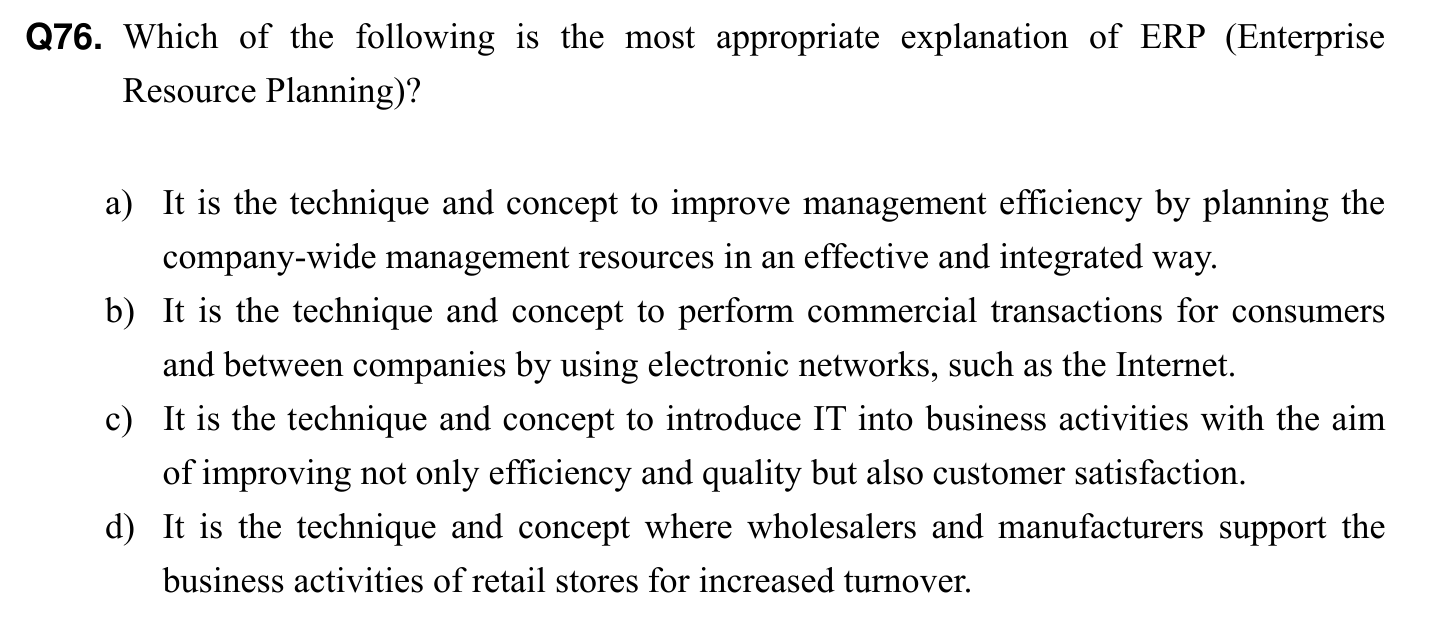 Q76. Which of the following is the most appropriate explanation of ERP (Enterprise
Resource Planning)?
a) It is the technique and concept to improve management efficiency by planning the
company-wide management resources in an effective and integrated way.
b) It is the technique and concept to perform commercial transactions for consumers
and between companies by using electronic networks, such as the Internet.
c) It is the technique and concept to introduce IT into business activities with the aim
of improving not only efficiency and quality but also customer satisfaction.
d) It is the technique and concept where wholesalers and manufacturers support the
business activities of retail stores for increased turnover.